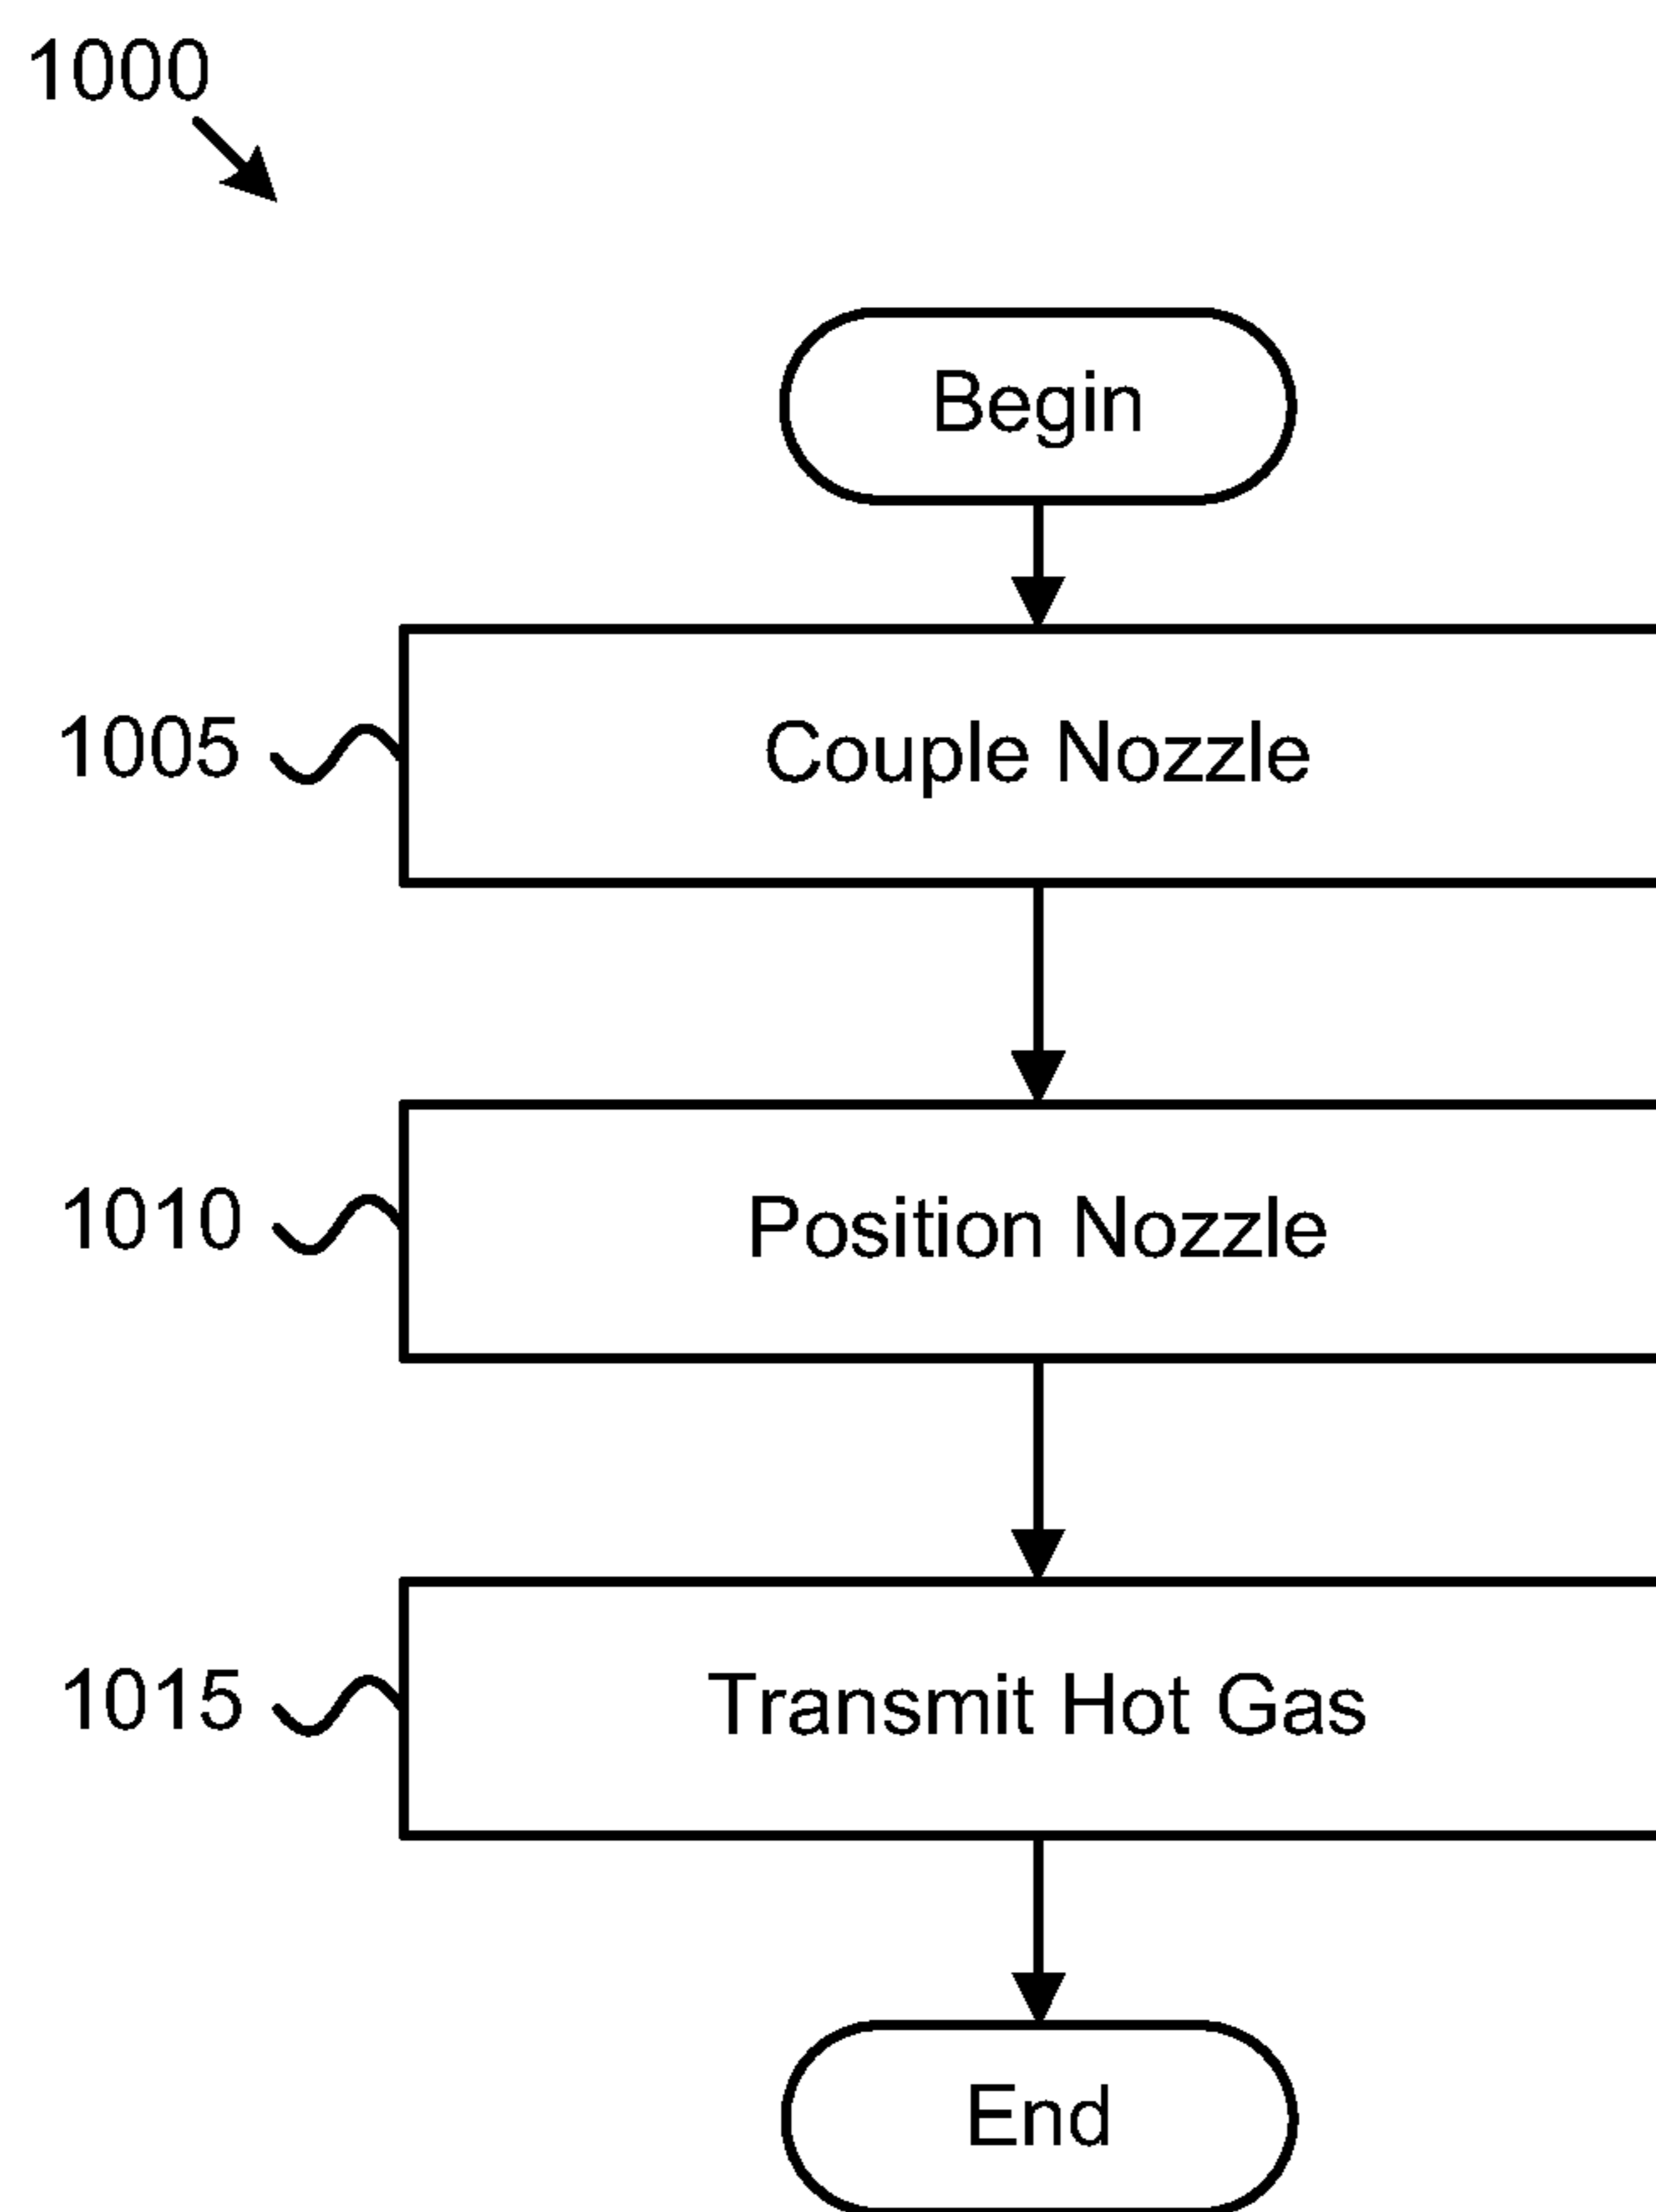 1000
Begin
1005
Couple Nozzle
1010
Position Nozzle
1015
Transmit Hot Gas
End